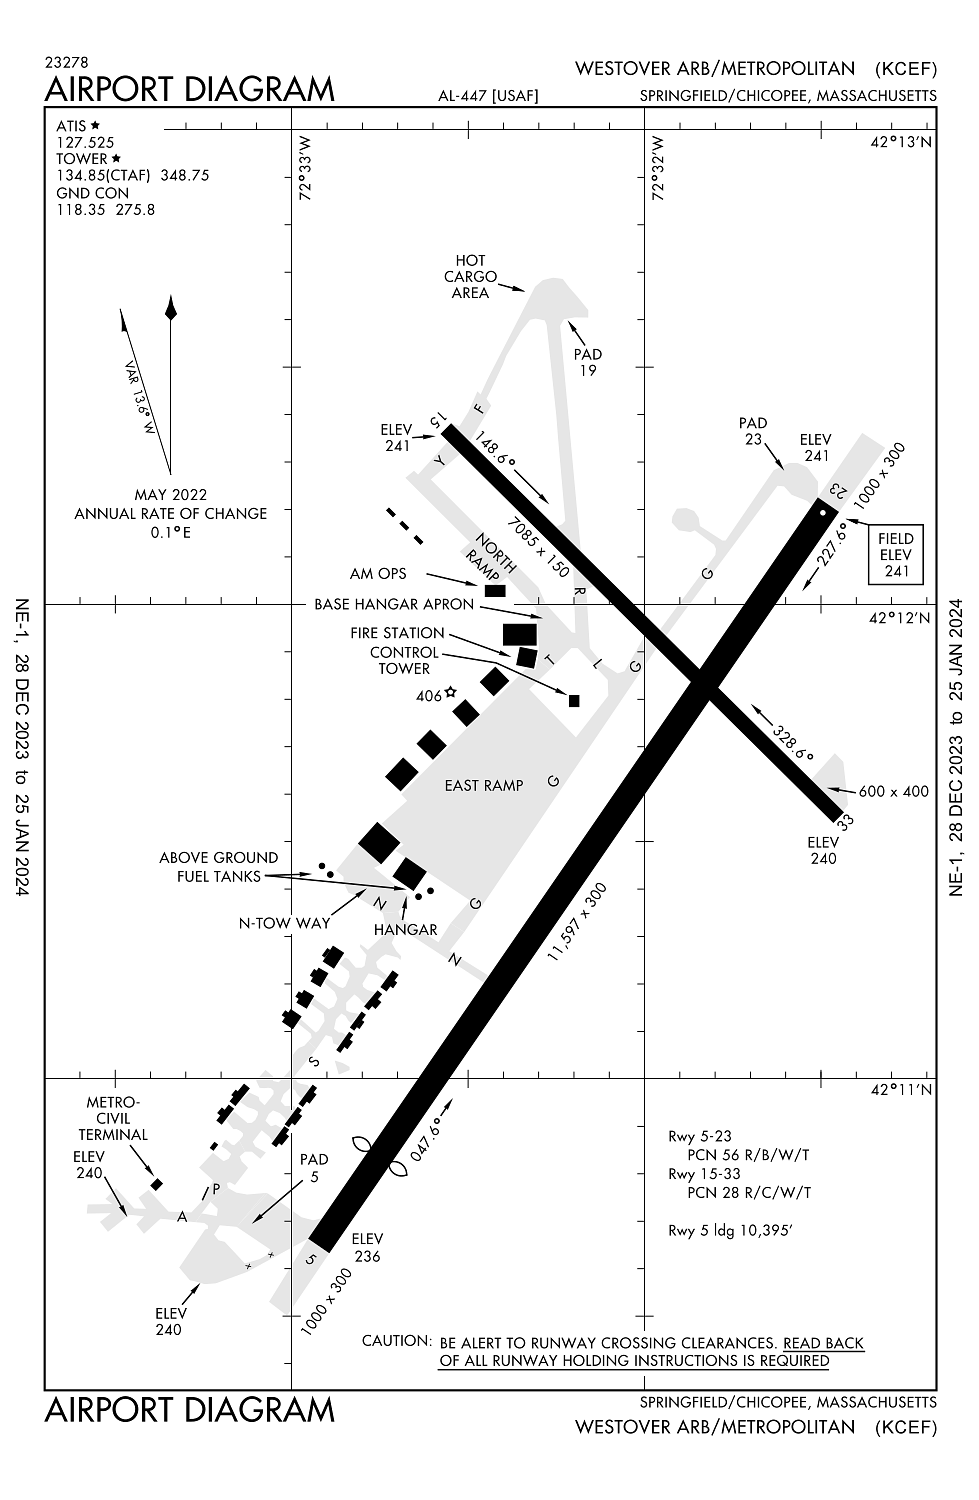 23278
AIRPORT DIAGRAM
AL-447 [USAF]
WESTOVER ARB/METROPOLITAN (KCEF)
SPRINGFIELD/CHICOPEE, MASSACHUSETTS
ATIS ★
127.525
TOWER ★
134.85(CTAF) 348.75
GND CON
118.35 275.8
72°33'W
72°32'W
42°13'N
VAR 13.6° W
MAY 2022
ANNUAL RATE OF CHANGE
0.1°E
HOT
CARGO
AREA
PAD
19
F
15
ELEV
241
Y
148.6°
7085 x 150
PAD
23
ELEV
241
23
1000 x 300
FIELD
ELEV
241
227.6°
NORTH
RAMP
AM OPS
BASE HANGAR APRON
FIRE STATION
CONTROL
TOWER
406
R
G
42°12'N
T
L
G
EAST RAMP
G
328.6°
600 x 400
33
ELEV
240
ABOVE GROUND
FUEL TANKS
N-TOW WAY
HANGAR
N
G
N
11,597 x 300
S
42°11'N
METRO-
CIVIL
TERMINAL
ELEV
240
PAD
5
P
A
047.6°
ELEV
236
5
1000 x 300
ELEV
240
Rwy 5-23
PCN 56 R/B/W/T
Rwy 15-33
PCN 28 R/C/W/T
Rwy 5 ldg 10,395'
CAUTION: BE ALERT TO RUNWAY CROSSING CLEARANCES. READ BACK
OF ALL RUNWAY HOLDING INSTRUCTIONS IS REQUIRED
NE-1, 28 DEC 2023 to 25 JAN 2024
NE-1, 28 DEC 2023 to 25 JAN 2024
AIRPORT DIAGRAM
SPRINGFIELD/CHICOPEE, MASSACHUSETTS
WESTOVER ARB/METROPOLITAN (KCEF)